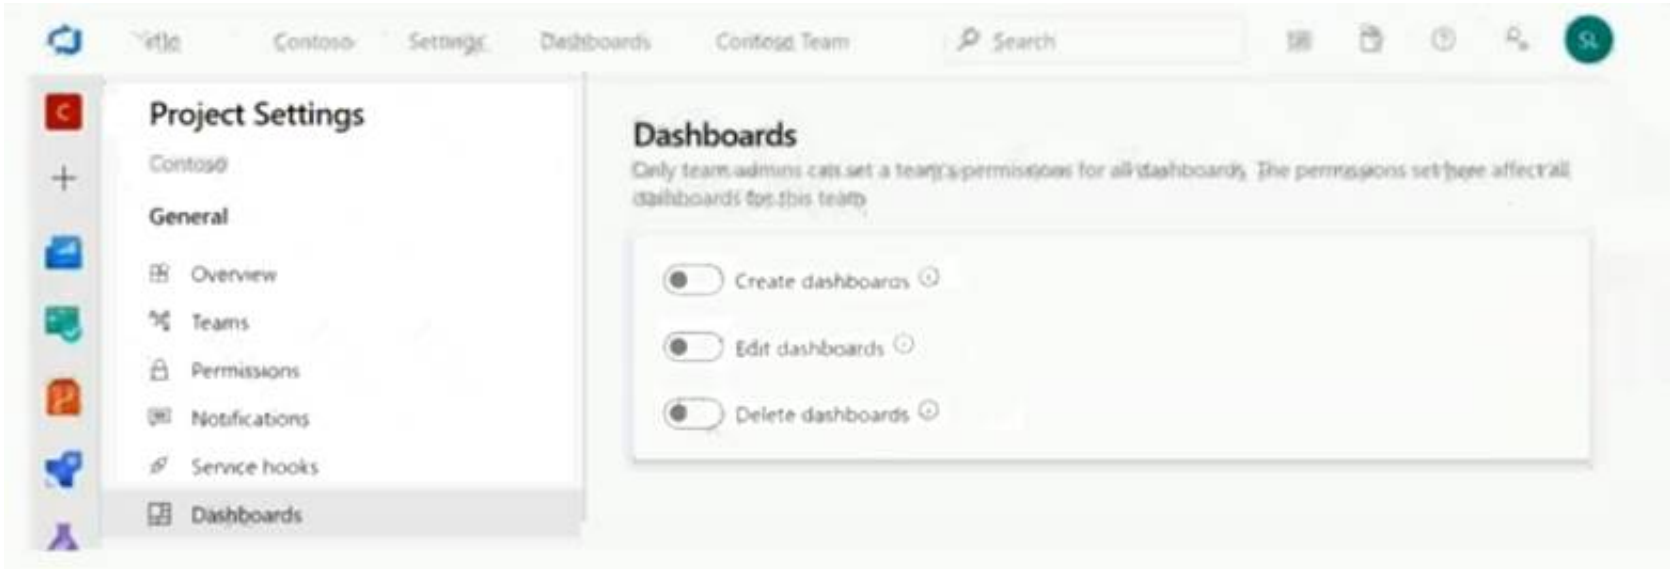 Contoso Settings Dashboards Contoso Team Search SL
C
Project Settings
Contoso
General
Overview
Teams
Permissions
Notifications
Service hooks
Dashboards
Dashboards
Only team admins can set a team's permissions for all dashboards. The permissions set here affect all
dashboards for this team
Create dashboards
Edit dashboards
Delete dashboards